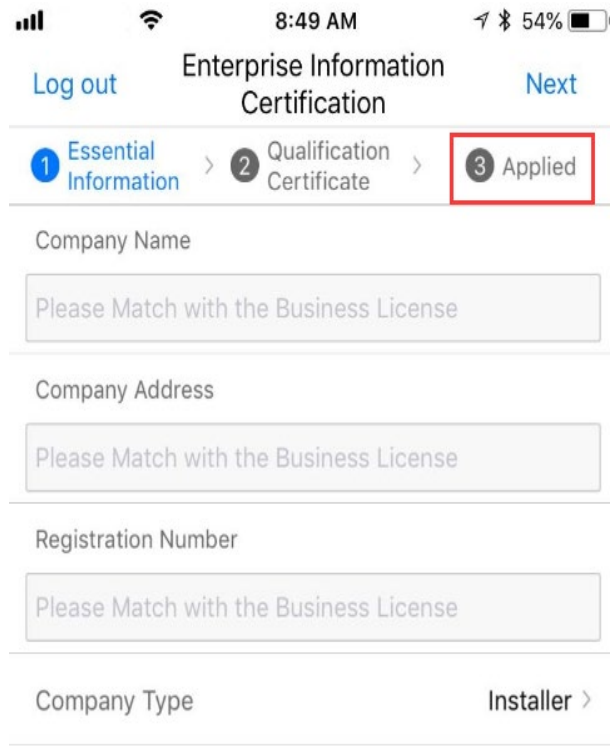 8:49 AM 54%
Log out Enterprise Information Certification Next
1 Essential Information > 2 Qualification Certificate > 3 Applied
Company Name
Please Match with the Business License
Company Address
Please Match with the Business License
Registration Number
Please Match with the Business License
Company Type Installer >